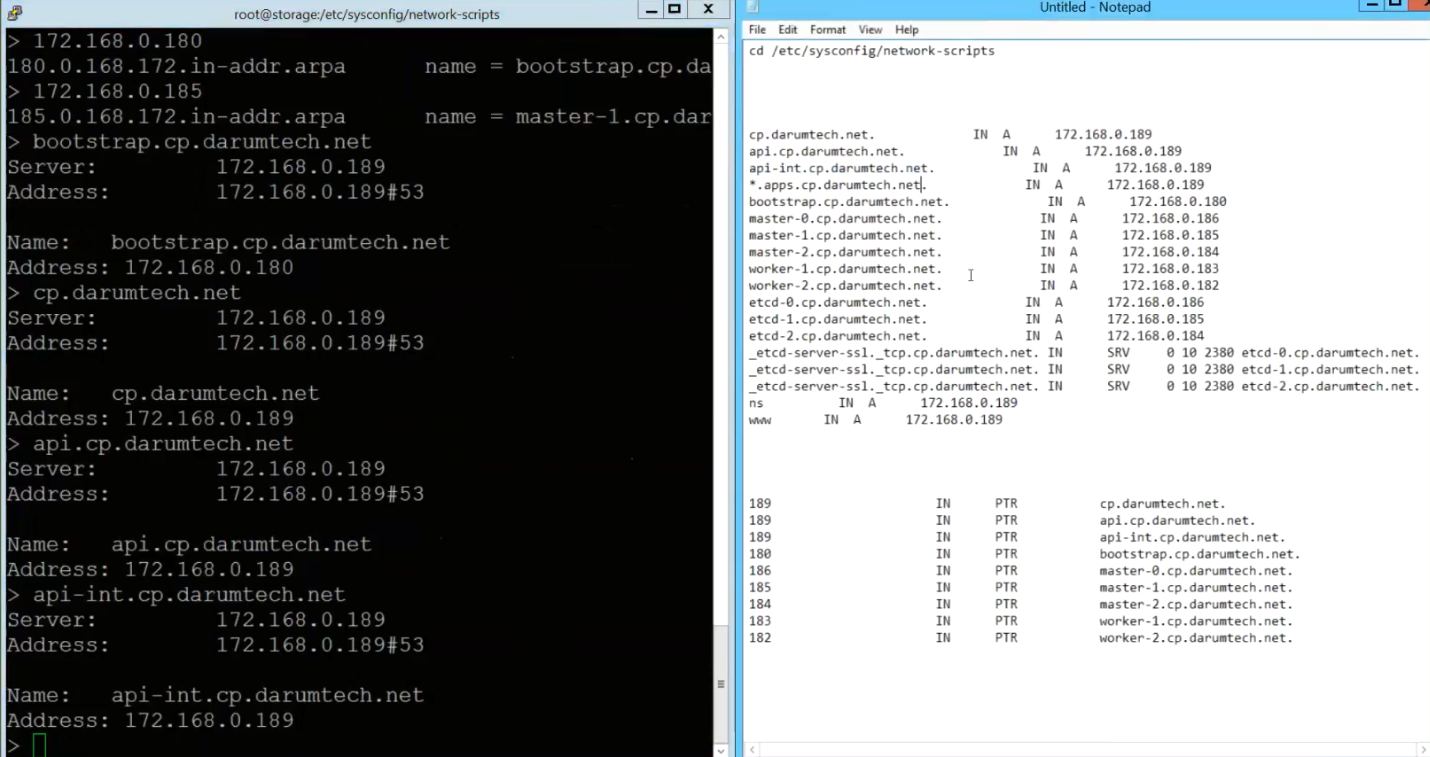 root@storage:/etc/sysconfig/network-scripts
> 172.168.0.180
180.0.168.172.in-addr.arpa name = bootstrap.cp.da
> 172.168.0.185
185.0.168.172.in-addr.arpa name = master-1.cp.dar
> bootstrap.cp.darumtech.net
Server: 172.168.0.189
Address: 172.168.0.189#53
Name: bootstrap.cp.darumtech.net
Address: 172.168.0.180
> cp.darumtech.net
Server: 172.168.0.189
Address: 172.168.0.189#53
Name: cp.darumtech.net
Address: 172.168.0.189
> api.cp.darumtech.net
Server: 172.168.0.189
Address: 172.168.0.189#53
Name: api.cp.darumtech.net
Address: 172.168.0.189
> api-int.cp.darumtech.net
Server: 172.168.0.189
Address: 172.168.0.189#53
Name: api-int.cp.darumtech.net
Address: 172.168.0.189
>
Untitled - Notepad
File Edit Format View Help
cd /etc/sysconfig/network-scripts
cp.darumtech.net. IN A 172.168.0.189
api.cp.darumtech.net. IN A 172.168.0.189
api-int.cp.darumtech.net. IN A 172.168.0.189
*.apps.cp.darumtech.net. IN A 172.168.0.189
bootstrap.cp.darumtech.net. IN A 172.168.0.180
master-0.cp.darumtech.net. IN A 172.168.0.186
master-1.cp.darumtech.net. IN A 172.168.0.185
master-2.cp.darumtech.net. IN A 172.168.0.184
worker-1.cp.darumtech.net. IN A 172.168.0.183
worker-2.cp.darumtech.net. IN A 172.168.0.182
etcd-0.cp.darumtech.net. IN A 172.168.0.186
etcd-1.cp.darumtech.net. IN A 172.168.0.185
etcd-2.cp.darumtech.net. IN A 172.168.0.184
_etcd-server-ssl._tcp.cp.darumtech.net. IN SRV 0 10 2380 etcd-0.cp.darumtech.net.
_etcd-server-ssl._tcp.cp.darumtech.net. IN SRV 0 10 2380 etcd-1.cp.darumtech.net.
_etcd-server-ssl._tcp.cp.darumtech.net. IN SRV 0 10 2380 etcd-2.cp.darumtech.net.
ns IN A 172.168.0.189
www IN A 172.168.0.189
189 IN PTR cp.darumtech.net.
189 IN PTR api.cp.darumtech.net.
189 IN PTR api-int.cp.darumtech.net.
180 IN PTR bootstrap.cp.darumtech.net.
186 IN PTR master-0.cp.darumtech.net.
185 IN PTR master-1.cp.darumtech.net.
184 IN PTR master-2.cp.darumtech.net.
183 IN PTR worker-1.cp.darumtech.net.
182 IN PTR worker-2.cp.darumtech.net.